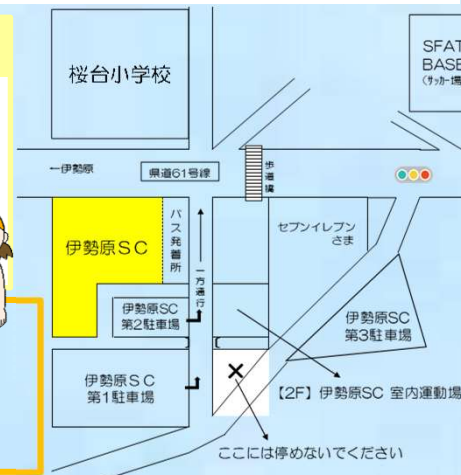 桜台小学校
SFAT
BASE
(サッカー場
←伊勢原
県道61号線
歩道橋
伊勢原SC
バス発着所
一方通行
セブンイレブン
さま
伊勢原SC
第2駐車場
伊勢原SC
第3駐車場
伊勢原SC
第1駐車場
×
【2F】伊勢原SC 室内運動場
ここには停めないでください